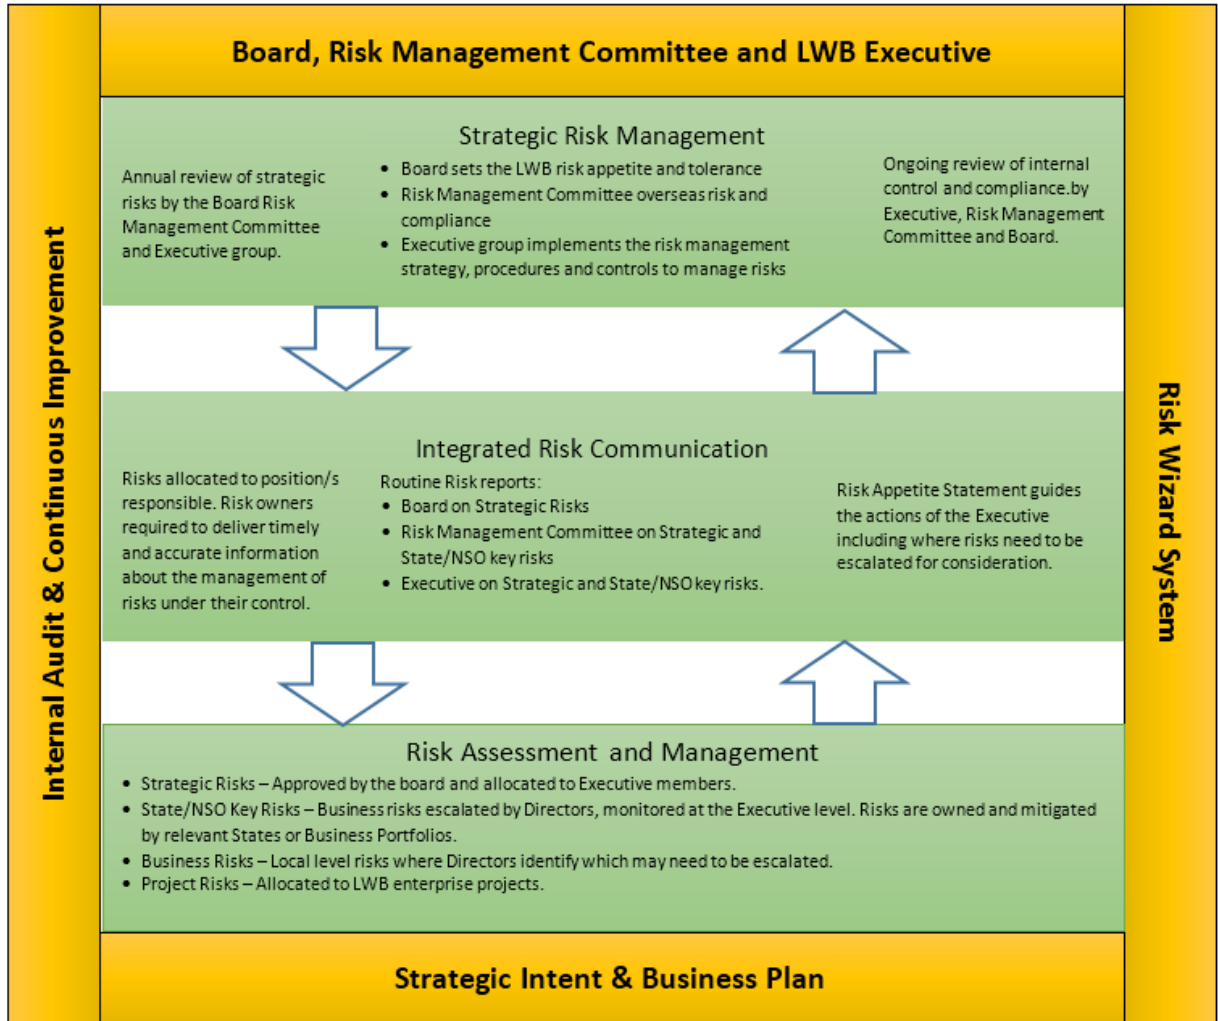 Board, Risk Management Committee and LWB Executive
Internal Audit & Continuous Improvement
Strategic Risk Management
Annual review of strategic
risks by the Board Risk
Management Committee
and Executive group.
• Board sets the LWB risk appetite and tolerance
• Risk Management Committee overseas risk and
compliance
• Executive group implements the risk management
strategy, procedures and controls to manage risks
Ongoing review of internal
control and compliance.by
Executive, Risk Management
Committee and Board.
Integrated Risk Communication
Risks allocated to position/s
responsible. Risk owners
required to deliver timely
and accurate information
about the management of
risks under their control.
Routine Risk reports:
• Board on Strategic Risks
• Risk Management Committee on Strategic and
State/NSO key risks
• Executive on Strategic and State/NSO key risks.
Risk Appetite Statement guides
the actions of the Executive
including where risks need to be
escalated for consideration.
Risk Assessment and Management
• Strategic Risks – Approved by the board and allocated to Executive members.
• State/NSO Key Risks – Business risks escalated by Directors, monitored at the Executive level. Risks are owned and mitigated
by relevant States or Business Portfolios.
• Business Risks – Local level risks where Directors identify which may need to be escalated.
• Project Risks – Allocated to LWB enterprise projects.
Risk Wizard System
Strategic Intent & Business Plan